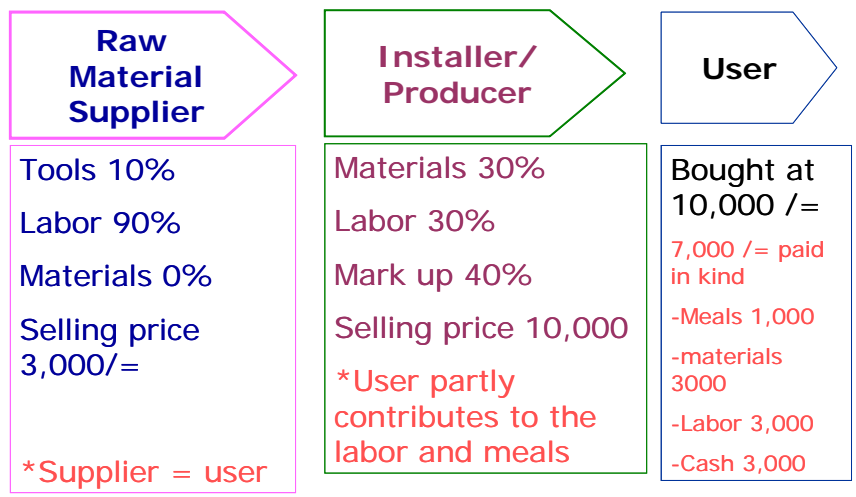 Raw
Material
Supplier
Tools 10%
Labor 90%
Materials 0%
Selling price
3,000/=
*Supplier = user
Installer/
Producer
Materials 30%
Labor 30%
Mark up 40%
Selling price 10,000
*User partly
contributes to the
labor and meals
User
Bought at
10,000 /=
7,000 /= paid
in kind
-Meals 1,000
-materials
3000
-Labor 3,000
-Cash 3,000